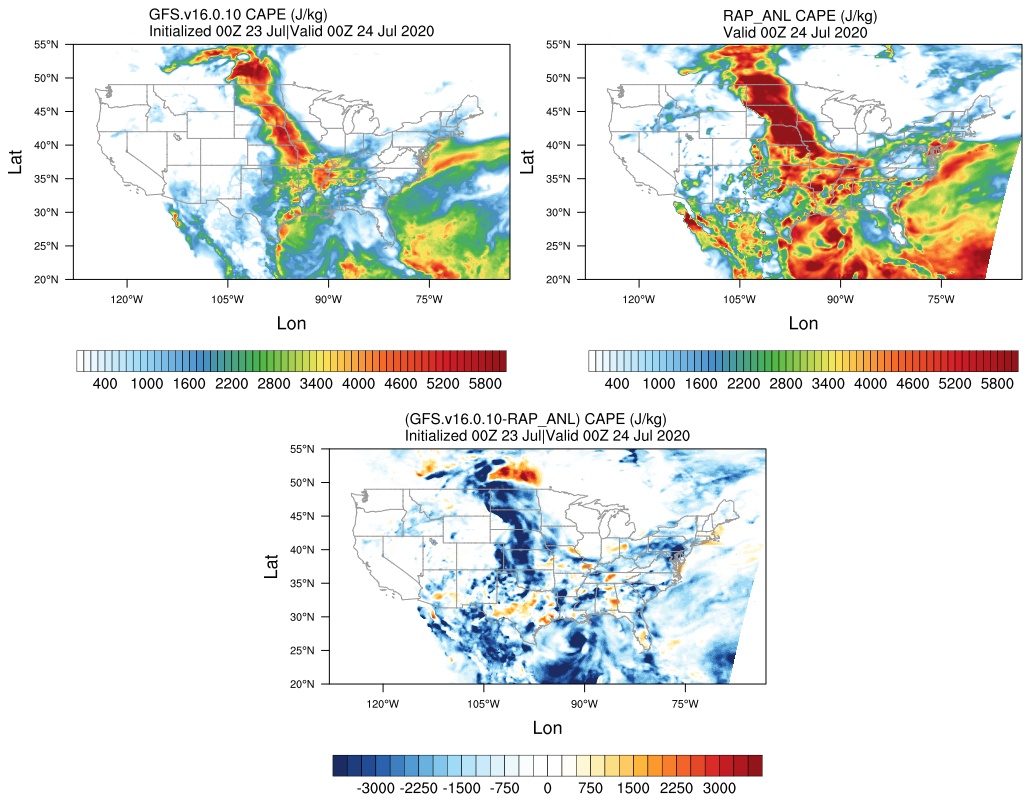 GFS.v16.0.10 CAPE (J/kg)
Initialized 00Z 23 Jul|Valid 00Z 24 Jul 2020
55°N
50°N
45°N
40°N
35°N
30°N
25°N
20°N
Lat
120°W 105°W 90°W 75°W
Lon
400 1000 1600 2200 2800 3400 4000 4600 5200 5800
RAP_ANL CAPE (J/kg)
Valid 00Z 24 Jul 2020
55°N
50°N
45°N
40°N
35°N
30°N
25°N
20°N
Lat
120°W 105°W 90°W 75°W
Lon
400 1000 1600 2200 2800 3400 4000 4600 5200 5800
(GFS.v16.0.10-RAP_ANL) CAPE (J/kg)
Initialized 00Z 23 Jul|Valid 00Z 24 Jul 2020
55°N
50°N
45°N
40°N
35°N
30°N
25°N
20°N
Lat
120°W 105°W 90°W 75°W
Lon
-3000 -2250 -1500 -750 0 750 1500 2250 3000